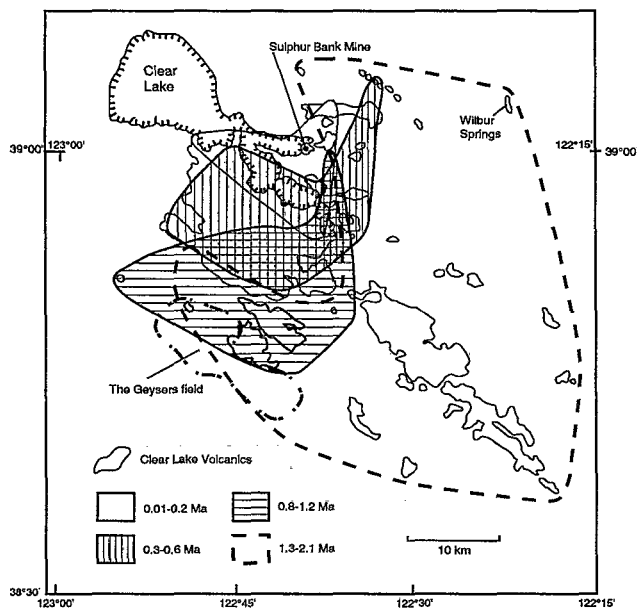 Sulphur Bank Mine
Clear
Lake
Wilbur
Springs
39°00'
123°00'
122°15'
39°00
The Geysers field
Clear Lake Volcanics
0.01-0.2 Ma
0.8-1.2 Ma
0.3-0.6 Ma
1.3-2.1 Ma
10 km
38°30'
123°00
122°45'
122°30'
122°15'